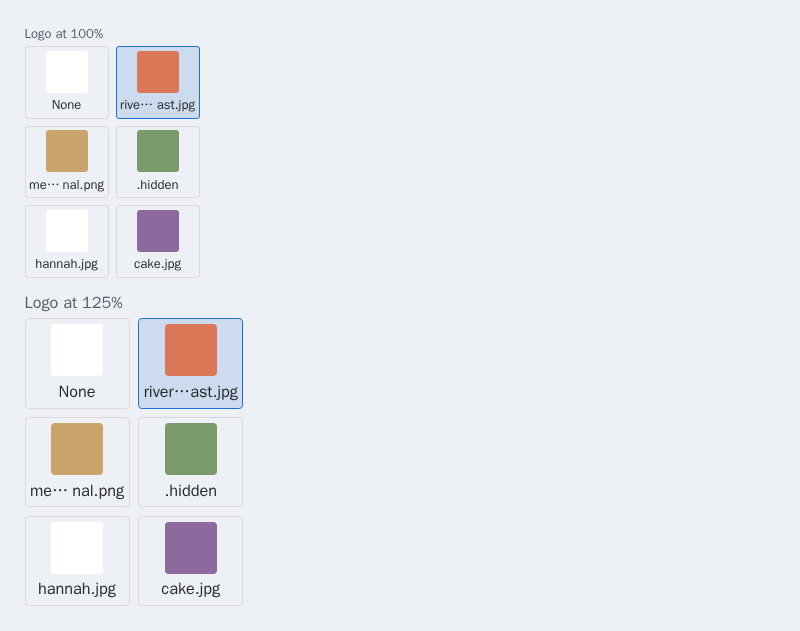 Logo at 100%
None
rive··· ast.jpg
me··· nal.png
.hidden
hannah.jpg
cake.jpg
Logo at 125%
None
river···ast.jpg
me··· nal.png
.hidden
hannah.jpg
cake.jpg